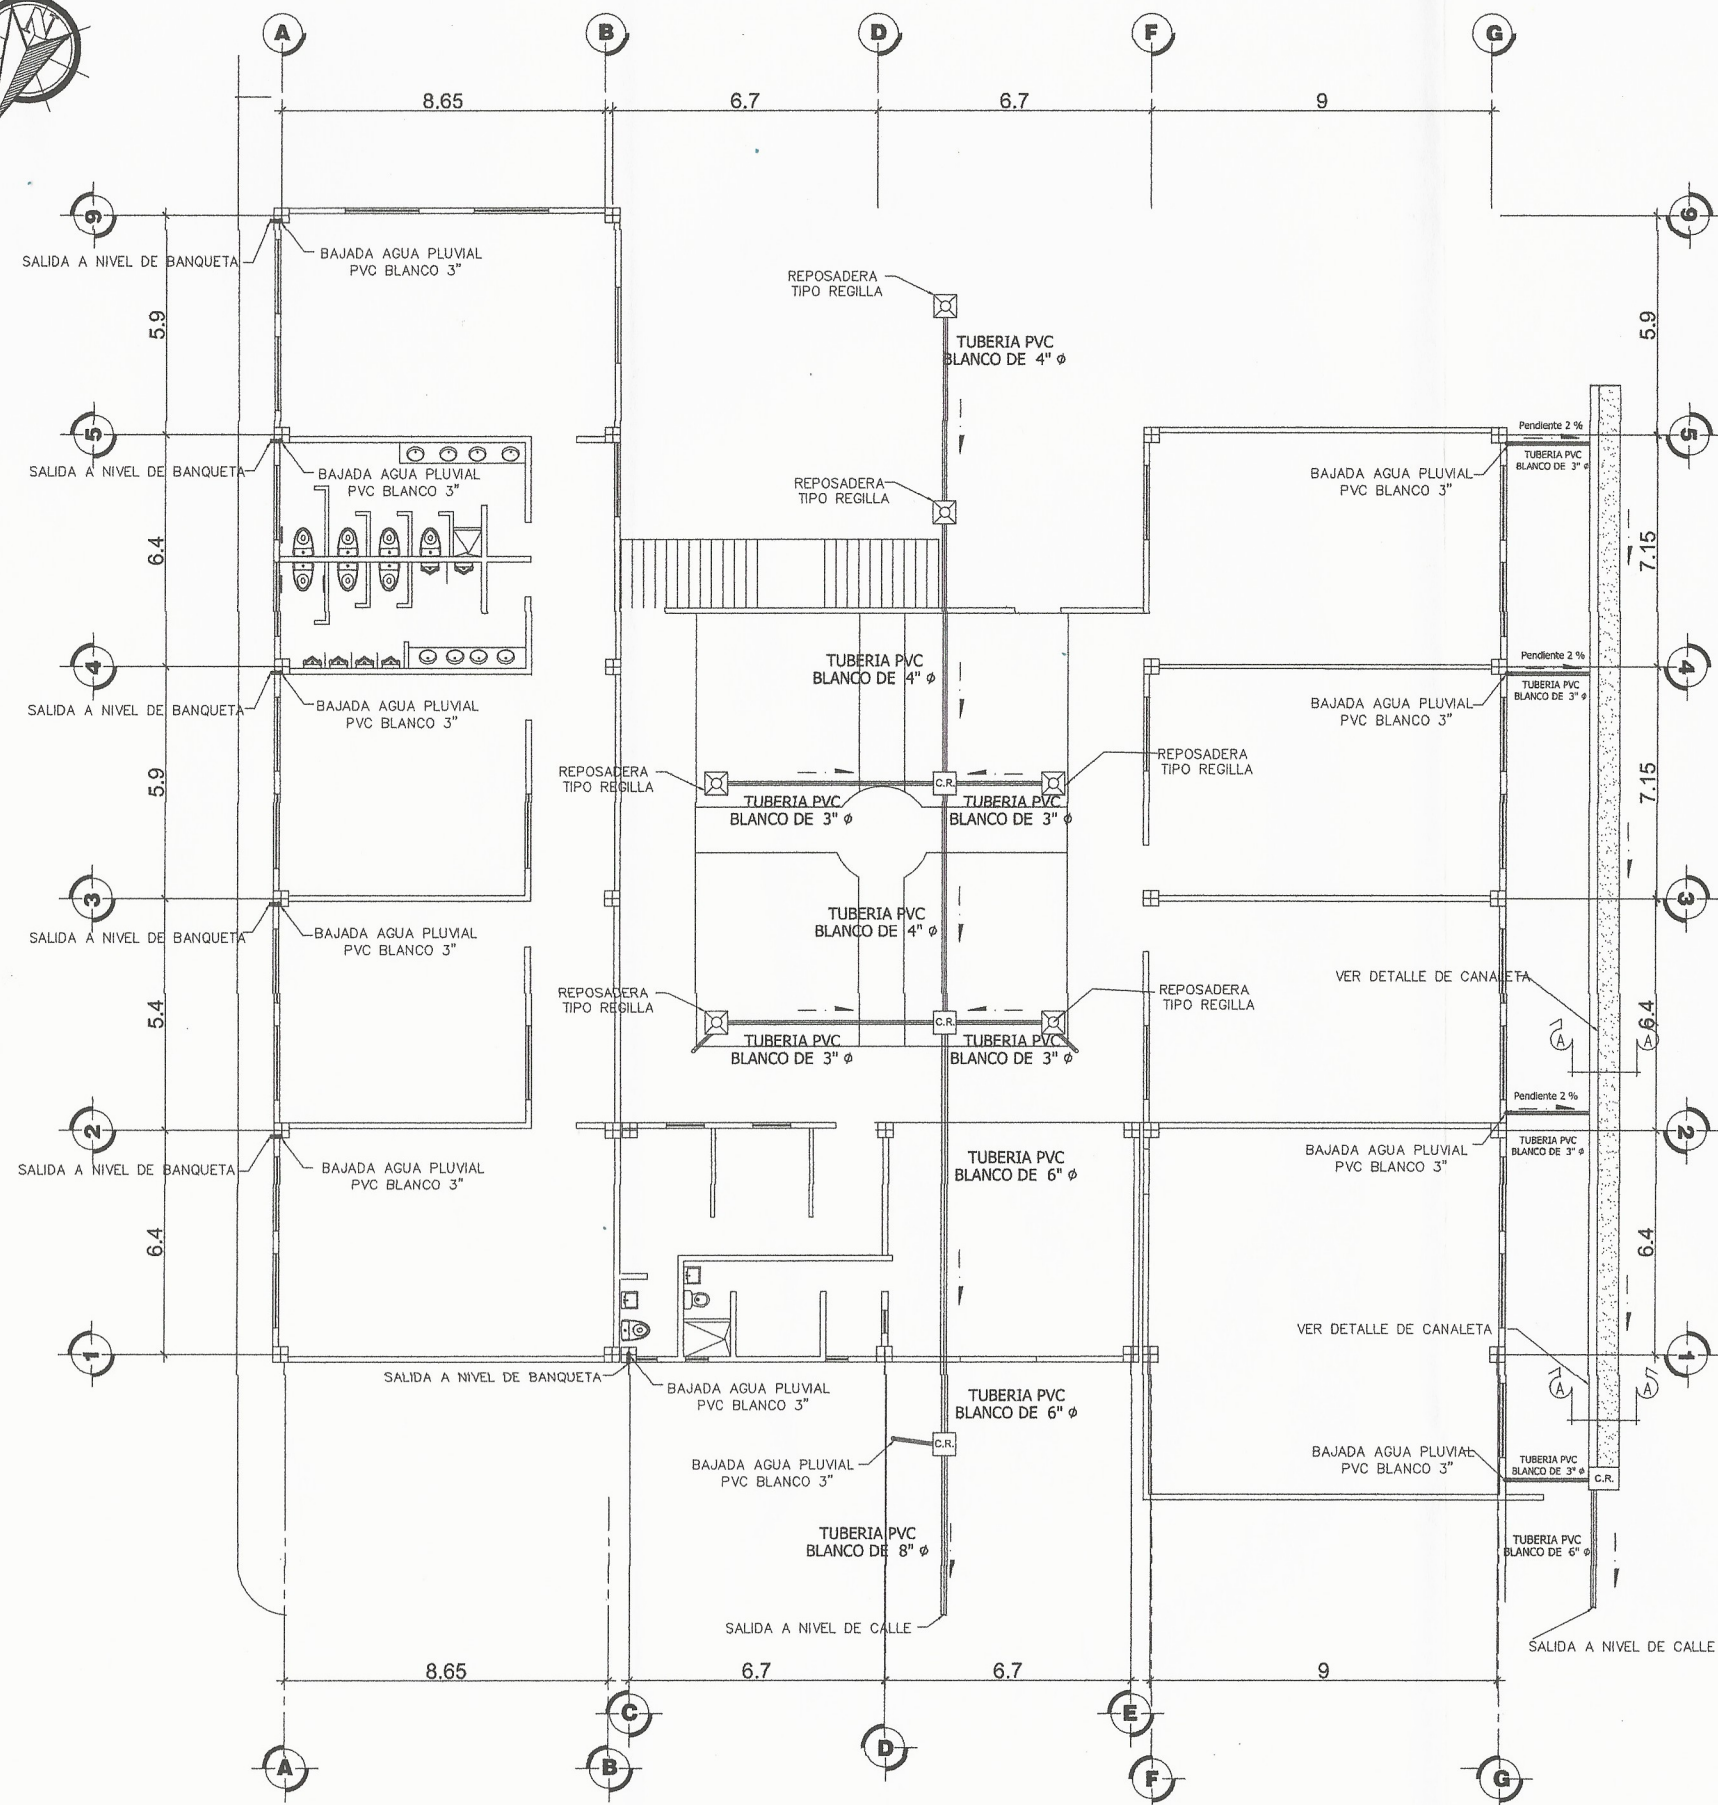 A
B
D
F
G
8.65
6.7
6.7
9
N
6
6
SALIDA A NIVEL DE BANQUETA
BAJADA AGUA PLUVIAL
PVC BLANCO 3"
REPOSADERA
TIPO REGILLA
5.9
5.9
TUBERIA PVC
BLANCO DE 4" ø
5
5
Pendiente 2 %
TUBERIA PVC
BLANCO DE 3" ø
SALIDA A NIVEL DE BANQUETA
BAJADA AGUA PLUVIAL
PVC BLANCO 3"
REPOSADERA
TIPO REGILLA
BAJADA AGUA PLUVIAL
PVC BLANCO 3"
6.4
7.15
4
4
TUBERIA PVC
BLANCO DE 4" ø
Pendiente 2 %
TUBERIA PVC
BLANCO DE 3" ø
SALIDA A NIVEL DE BANQUETA
BAJADA AGUA PLUVIAL
PVC BLANCO 3"
BAJADA AGUA PLUVIAL
PVC BLANCO 3"
5.9
REPOSADERA
TIPO REGILLA
C.R.
REPOSADERA
TIPO REGILLA
7.15
TUBERIA PVC
BLANCO DE 3" ø
TUBERIA PVC
BLANCO DE 3" ø
3
3
SALIDA A NIVEL DE BANQUETA
BAJADA AGUA PLUVIAL
PVC BLANCO 3"
TUBERIA PVC
BLANCO DE 4" ø
VER DETALLE DE CANALETA
5.4
REPOSADERA
TIPO REGILLA
C.R.
REPOSADERA
TIPO REGILLA
6.4
A
A
TUBERIA PVC
BLANCO DE 3" ø
TUBERIA PVC
BLANCO DE 3" ø
Pendiente 2 %
2
2
TUBERIA PVC
BLANCO DE 3" ø
SALIDA A NIVEL DE BANQUETA
BAJADA AGUA PLUVIAL
PVC BLANCO 3"
TUBERIA PVC
BLANCO DE 6" ø
BAJADA AGUA PLUVIAL
PVC BLANCO 3"
6.4
6.4
VER DETALLE DE CANALETA
1
1
SALIDA A NIVEL DE BANQUETA
BAJADA AGUA PLUVIAL
PVC BLANCO 3"
TUBERIA PVC
BLANCO DE 6" ø
A
A
C.R.
BAJADA AGUA PLUVIAL
PVC BLANCO 3"
BAJADA AGUA PLUVIAL
PVC BLANCO 3"
TUBERIA PVC
BLANCO DE 3" ø
C.R.
TUBERIA PVC
BLANCO DE 8" ø
TUBERIA PVC
BLANCO DE 6" ø
SALIDA A NIVEL DE CALLE
SALIDA A NIVEL DE CALLE
8.65
6.7
6.7
9
C
E
D
A
B
F
G